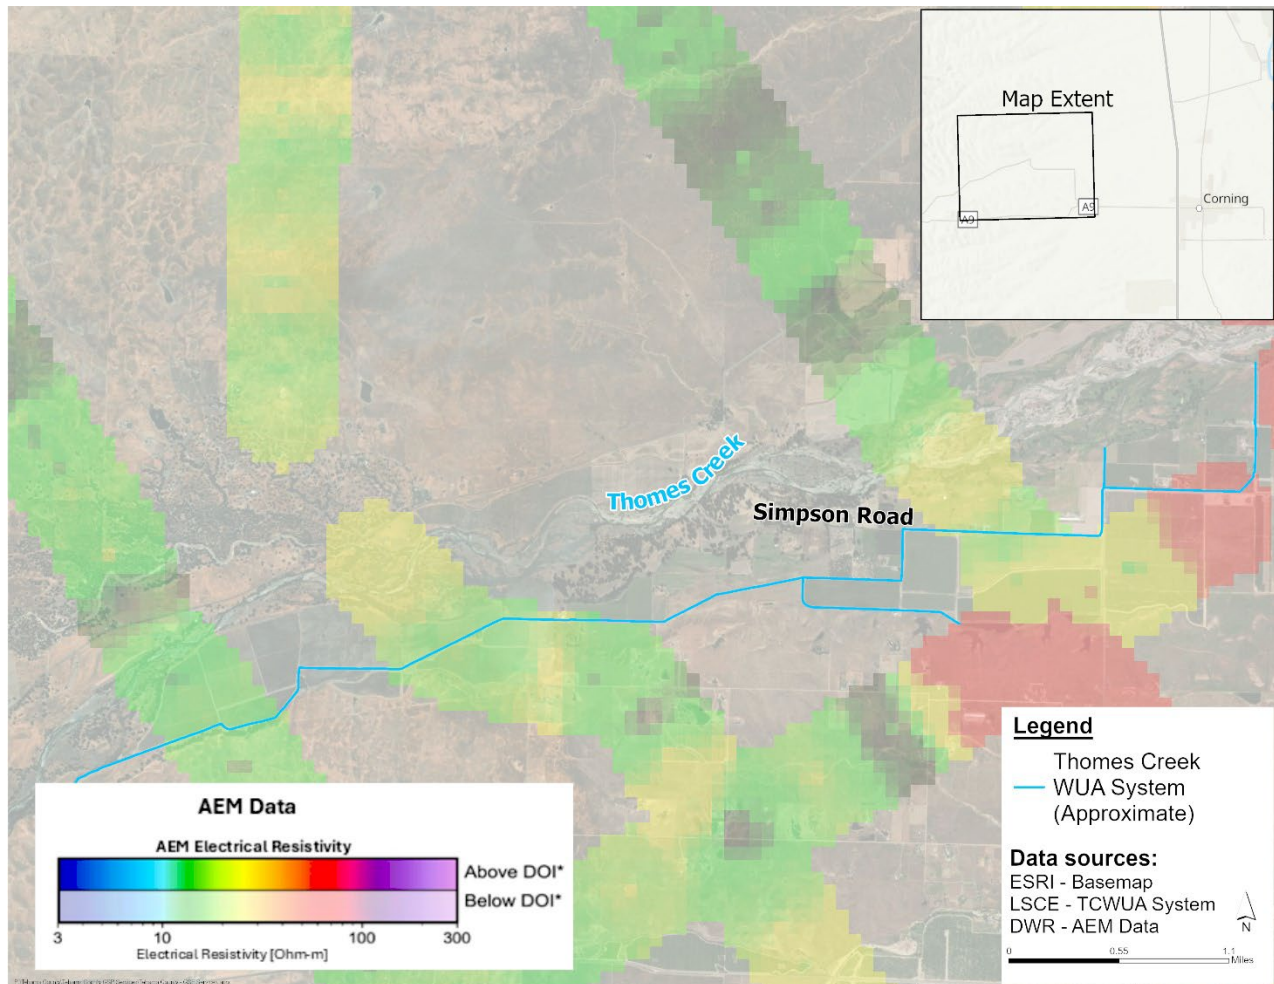 Map Extent
Corning
A9
A9
Thomes Creek
Simpson Road
Legend
Thomes Creek
WUA System
(Approximate)
Data sources:
ESRI - Basemap
LSCE - TCWUA System
DWR - AEM Data
N
0 0.55 1.1
Miles
AEM Data
AEM Electrical Resistivity
Above DOI*
Below DOI*
3 10 30 100 300
Electrical Resistivity [Ohm-m]